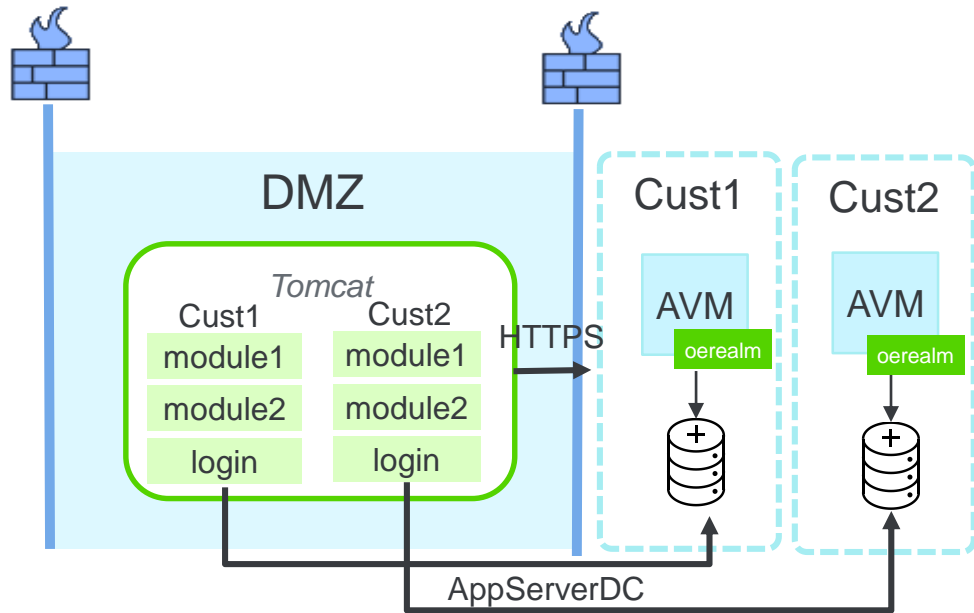 DMZ
Tomcat
Cust1
module1
module2
login
Cust2
module1
module2
login
HTTPS
Cust1
AVM
oerealm
Cust2
AVM
oerealm
AppServerDC